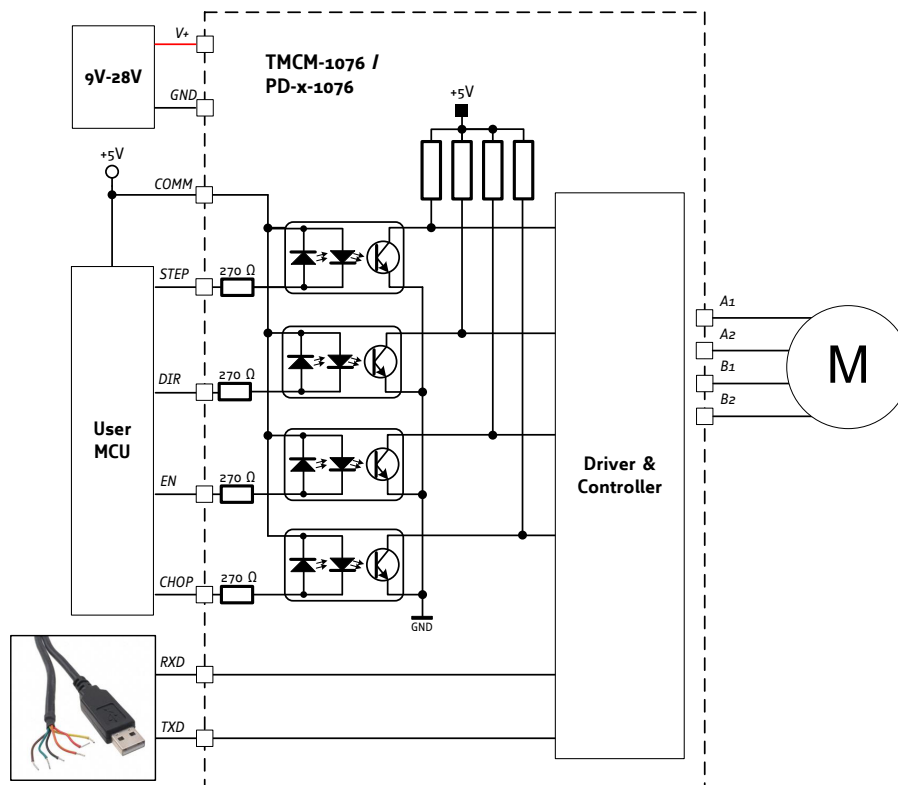 V+
9V-28V
GND
TMCM-1076 /
PD-x-1076
+5V
+5V
COMM
STEP
270 Ω
DIR
270 Ω
EN
270 Ω
CHOP
270 Ω
User
MCU
GND
Driver &
Controller
A1
A2
B1
B2
M
RXD
TXD